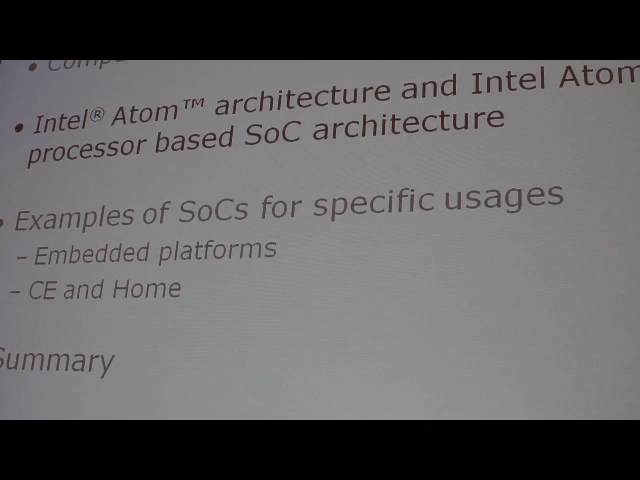 • Intel® Atom™ architecture and Intel Atom
processor based SoC architecture
• Examples of SoCs for specific usages
– Embedded platforms
– CE and Home
Summary